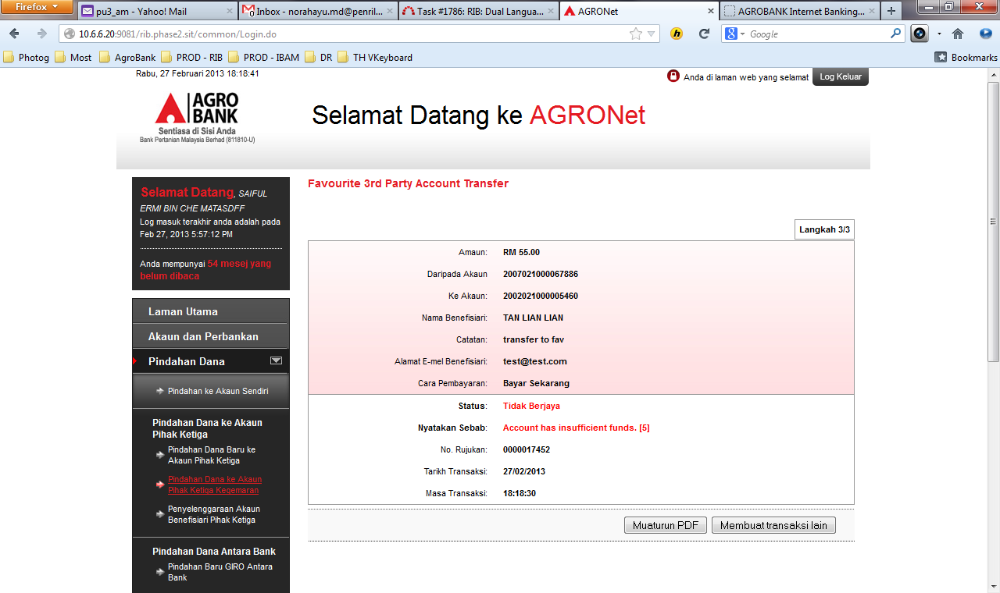 Firefox
pu3_am - Yahoo! Mail
Inbox - norahayu.md@penril...
Task #1786: RIB: Dual Langua...
AGRONet
AGROBANK Internet Banking...
10.6.6.20:9081/rib.phase2.sit/common/Login.do
Google
Photog
Most
AgroBank
PROD - RIB
PROD - IBAM
DR
TH VKeyboard
Bookmarks
Rabu, 27 Februari 2013 18:18:41
Anda di laman web yang selamat
Log Keluar
AGRO
BANK
Sentiasa di Sisi Anda
Bank Pertanian Malaysia Berhad (811810-U)
Selamat Datang ke AGRONet
Selamat Datang, SAIFUL
ERMI BIN CHE MATASDFF
Log masuk terakhir anda adalah pada
Feb 27, 2013 5:57:12 PM
Anda mempunyai 54 mesej yang
belum dibaca
Laman Utama
Akaun dan Perbankan
Pindahan Dana
Pindahan ke Akaun Sendiri
Pindahan Dana ke Akaun
Pihak Ketiga
Pindahan Dana Baru ke
Akaun Pihak Ketiga
Pindahan Dana ke Akaun
Pihak Ketiga Kegemaran
Penyelenggaraan Akaun
Benefisiari Pihak Ketiga
Pindahan Dana Antara Bank
Pindahan Baru GIRO Antara
Bank
Favourite 3rd Party Account Transfer
Langkah 3/3
Amaun: RM 55.00
Daripada Akaun 2007021000067886
Ke Akaun: 2002021000005460
Nama Benefisiari: TAN LIAN LIAN
Catatan: transfer to fav
Alamat E-mel Benefisiari: test@test.com
Cara Pembayaran: Bayar Sekarang
Status: Tidak Berjaya
Nyatakan Sebab: Account has insufficient funds. [5]
No. Rujukan: 0000017452
Tarikh Transaksi: 27/02/2013
Masa Transaksi: 18:18:30
Muaturun PDF
Membuat transaksi lain